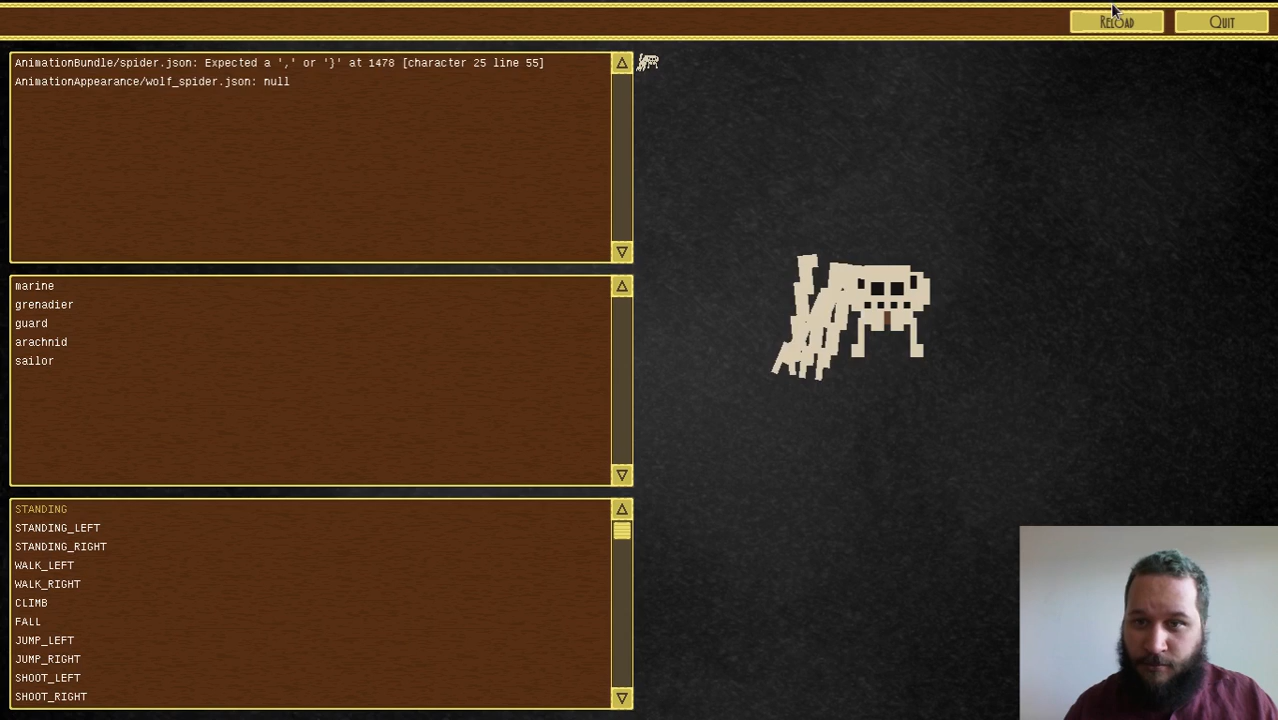 Reload Quit
AnimationBundle/spider.json: Expected a ',' or '}' at 1478 [character 25 line 55]
AnimationAppearance/wolf_spider.json: null
marine
grenadier
guard
arachnid
sailor
STANDING
STANDING_LEFT
STANDING_RIGHT
WALK_LEFT
WALK_RIGHT
CLIMB
FALL
JUMP_LEFT
JUMP_RIGHT
SHOOT_LEFT
SHOOT_RIGHT